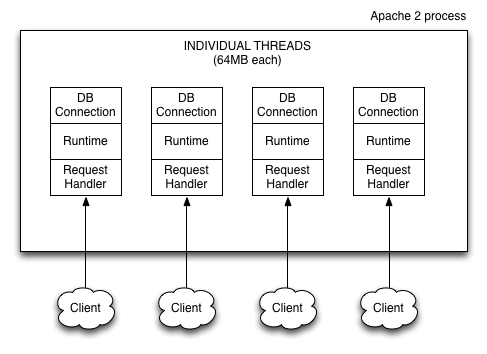 Apache 2 process
INDIVIDUAL THREADS
(64MB each)
DB
Connection
Runtime
Request
Handler
DB
Connection
Runtime
Request
Handler
DB
Connection
Runtime
Request
Handler
DB
Connection
Runtime
Request
Handler
Client
Client
Client
Client